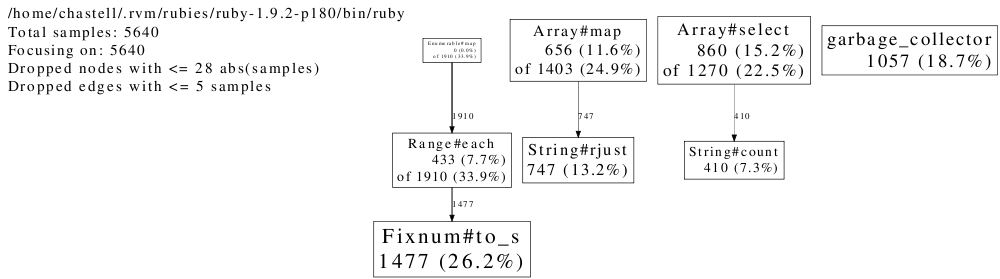 /home/chastell/.rvm/rubies/ruby-1.9.2-p180/bin/ruby
Total samples: 5640
Focusing on: 5640
Dropped nodes with <= 28 abs(samples)
Dropped edges with <= 5 samples
Enumerable#map
0 (0.0%)
of 1910 (33.9%)
Array#map
656 (11.6%)
of 1403 (24.9%)
Array#select
860 (15.2%)
of 1270 (22.5%)
garbage_collector
1057 (18.7%)
1910
747
410
Range#each
433 (7.7%)
of 1910 (33.9%)
String#rjust
747 (13.2%)
String#count
410 (7.3%)
1477
Fixnum#to_s
1477 (26.2%)